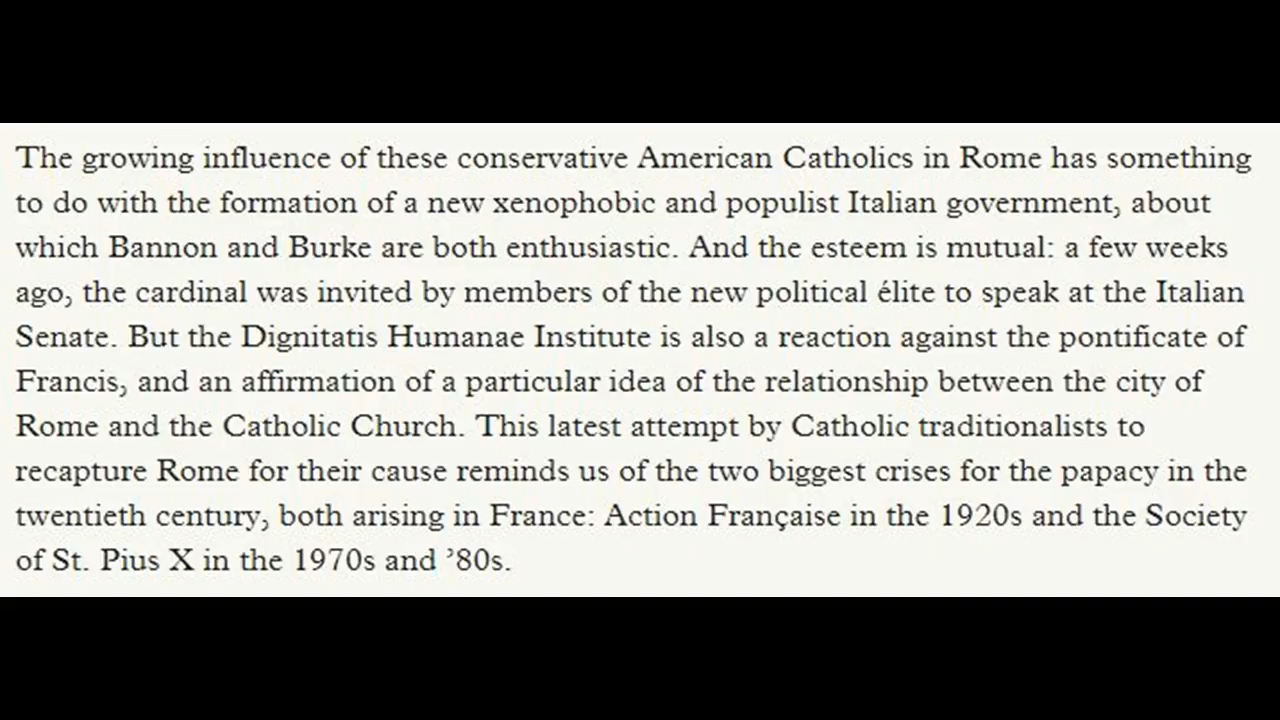 The growing influence of these conservative American Catholics in Rome has something
to do with the formation of a new xenophobic and populist Italian government, about
which Bannon and Burke are both enthusiastic. And the esteem is mutual: a few weeks
ago, the cardinal was invited by members of the new political élite to speak at the Italian
Senate. But the Dignitatis Humanae Institute is also a reaction against the pontificate of
Francis, and an affirmation of a particular idea of the relationship between the city of
Rome and the Catholic Church. This latest attempt by Catholic traditionalists to
recapture Rome for their cause reminds us of the two biggest crises for the papacy in the
twentieth century, both arising in France: Action Française in the 1920s and the Society
of St. Pius X in the 1970s and ’80s.